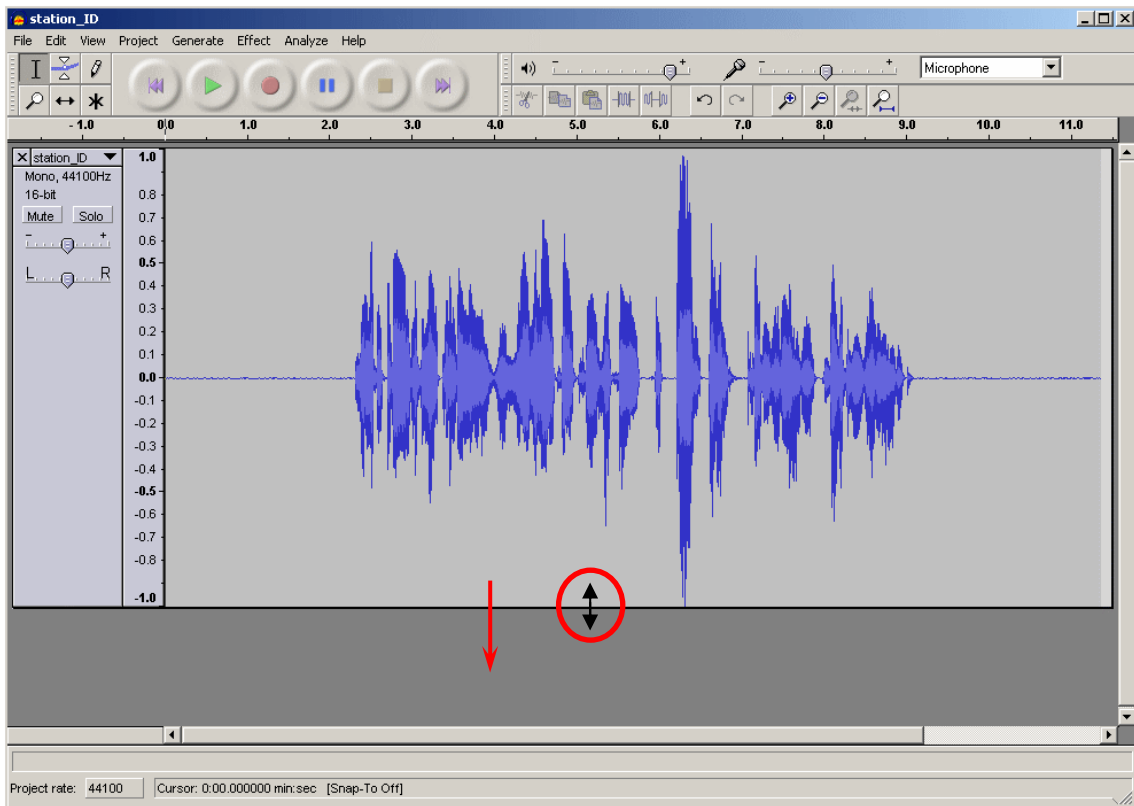 station_ID
File Edit View Project Generate Effect Analyze Help
- + - + Microphone
- 1.0 0.0 1.0 2.0 3.0 4.0 5.0 6.0 7.0 8.0 9.0 10.0 11.0
X station_ID
Mono, 44100Hz
16-bit
Mute Solo
- +
L R
1.0
0.8
0.7
0.6
0.5
0.4
0.3
0.2
0.1
0.0
-0.1
-0.2
-0.3
-0.4
-0.5
-0.6
-0.7
-0.8
-1.0
Project rate: 44100 Cursor: 0:00.000000 min:sec [Snap-To Off]